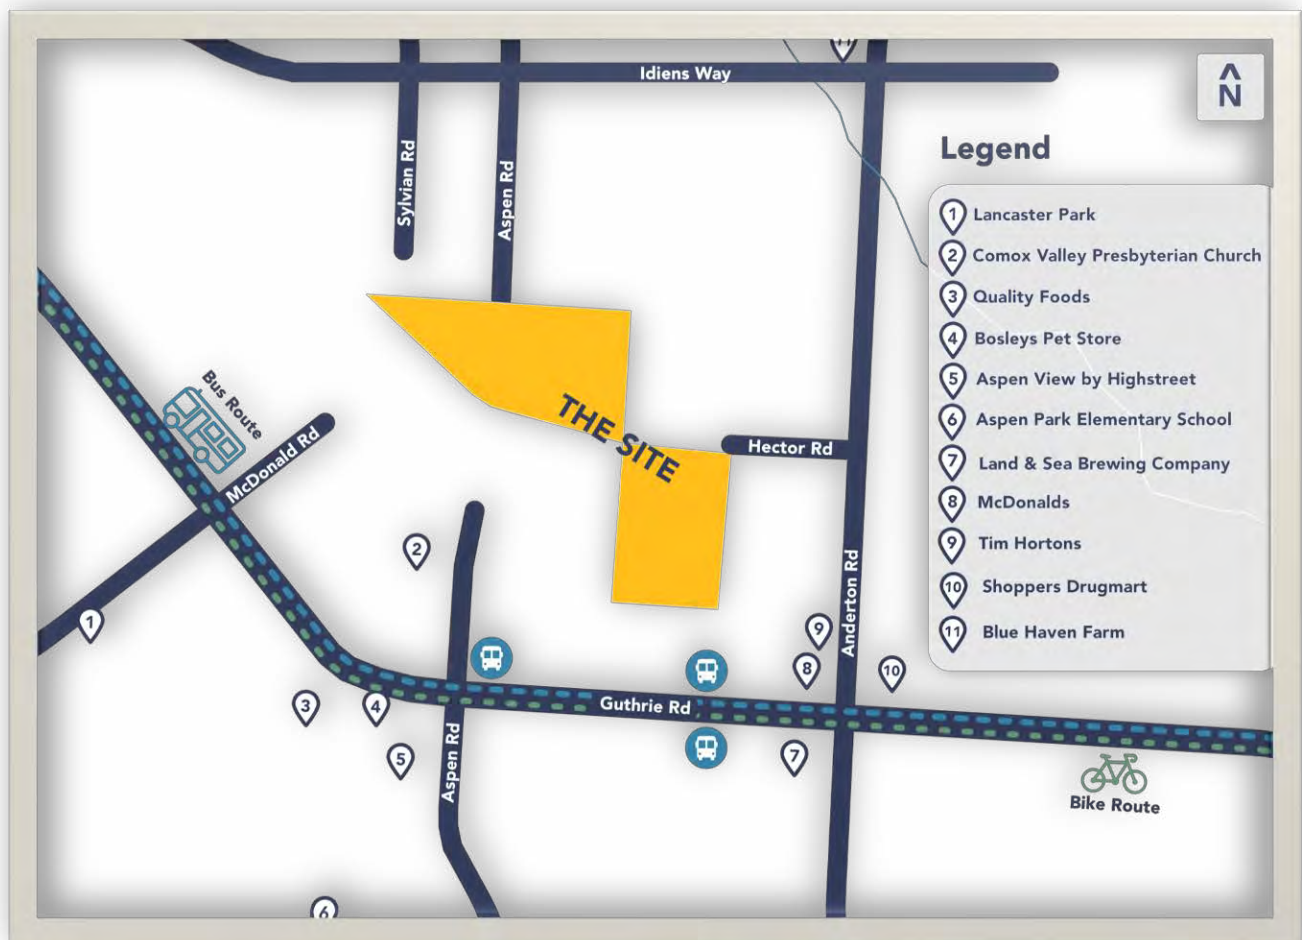 11
Idiens Way
^
N
Sylvian Rd
Aspen Rd
Legend
1 Lancaster Park
2 Comox Valley Presbyterian Church
3 Quality Foods
4 Bosleys Pet Store
5 Aspen View by Highstreet
6 Aspen Park Elementary School
7 Land & Sea Brewing Company
8 McDonalds
9 Tim Hortons
10 Shoppers Drugmart
11 Blue Haven Farm
Bus Route
McDonald Rd
THE SITE
Hector Rd
Anderton Rd
2
1
9
8
10
3
4
Guthrie Rd
5
Aspen Rd
7
Bike Route
6